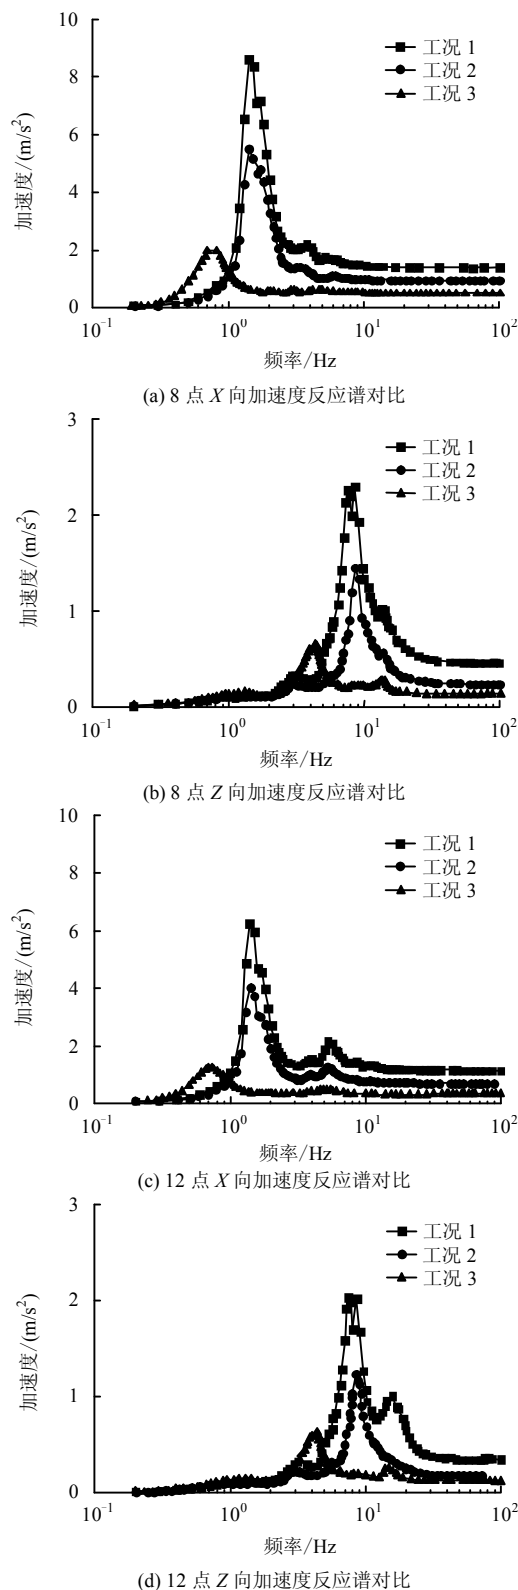 10
8
6
4
2
0
加速度/(m/s²)
工况 1
工况 2
工况 3
10⁻¹ 10⁰ 10¹ 10²
频率/Hz
(a) 8 点 X 向加速度反应谱对比
3
2
1
0
加速度/(m/s²)
工况 1
工况 2
工况 3
10⁻¹ 10⁰ 10¹ 10²
频率/Hz
(b) 8 点 Z 向加速度反应谱对比
10
8
6
4
2
0
加速度/(m/s²)
工况 1
工况 2
工况 3
10⁻¹ 10⁰ 10¹ 10²
频率/Hz
(c) 12 点 X 向加速度反应谱对比
3
2
1
0
加速度/(m/s²)
工况 1
工况 2
工况 3
10⁻¹ 10⁰ 10¹ 10²
频率/Hz
(d) 12 点 Z 向加速度反应谱对比